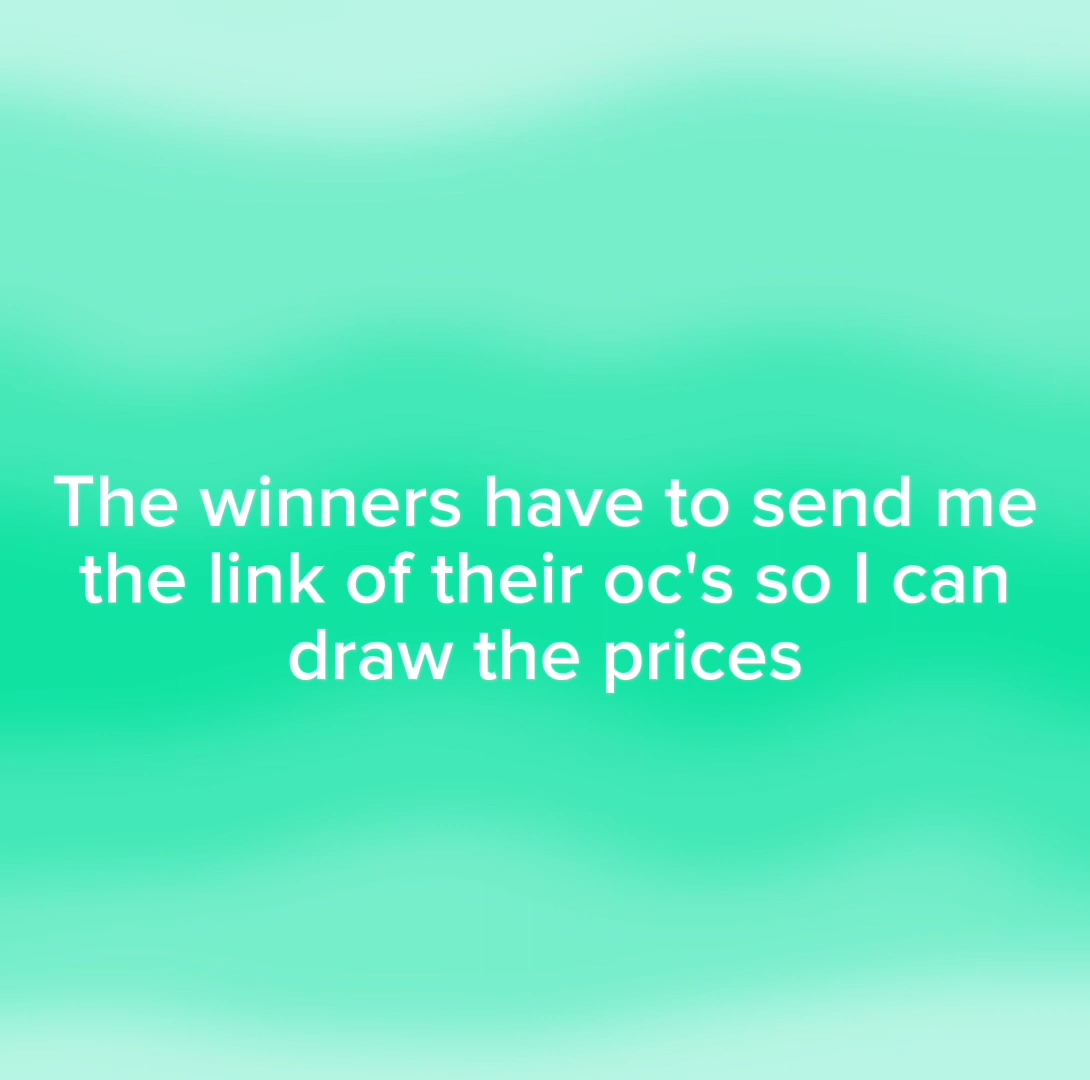 The winners have to send me
the link of their oc's so I can
draw the prices